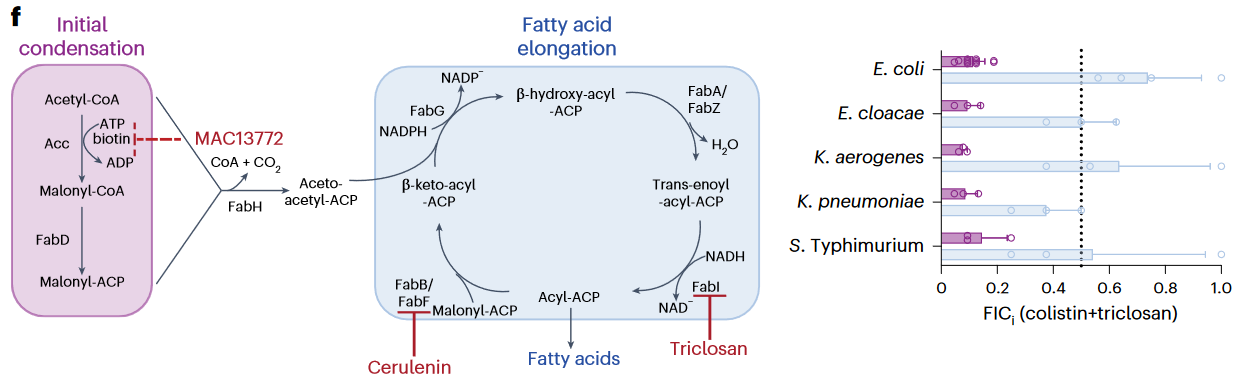 f
Initial
condensation
Acetyl-CoA
Acc
ATP
biotin
ADP
Malonyl-CoA
FabD
Malonyl-ACP
MAC13772
CoA + CO2
FabH
Aceto-
acetyl-ACP
Fatty acid
elongation
NADP⁻
FabG
NADPH
β-keto-acyl
-ACP
β-hydroxy-acyl
-ACP
FabA/
FabZ
H2O
Trans-enoyl
-acyl-ACP
NADH
FabI
NAD⁻
Acyl-ACP
FabB/
FabF
Malonyl-ACP
Cerulenin
Fatty acids
Triclosan
E. coli
E. cloacae
K. aerogenes
K. pneumoniae
S. Typhimurium
0 0.2 0.4 0.6 0.8 1.0
FICi (colistin+triclosan)